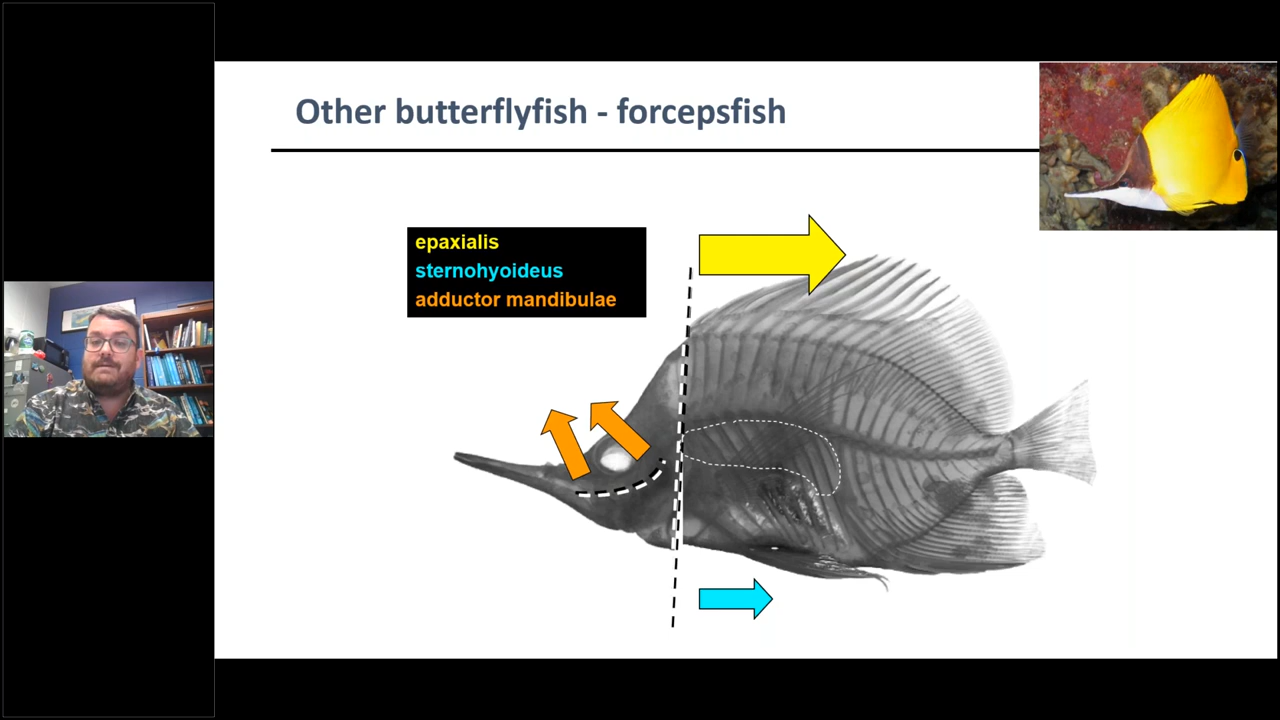 Other butterflyfish - forcepsfish
epaxialis
sternohyoideus
adductor mandibulae